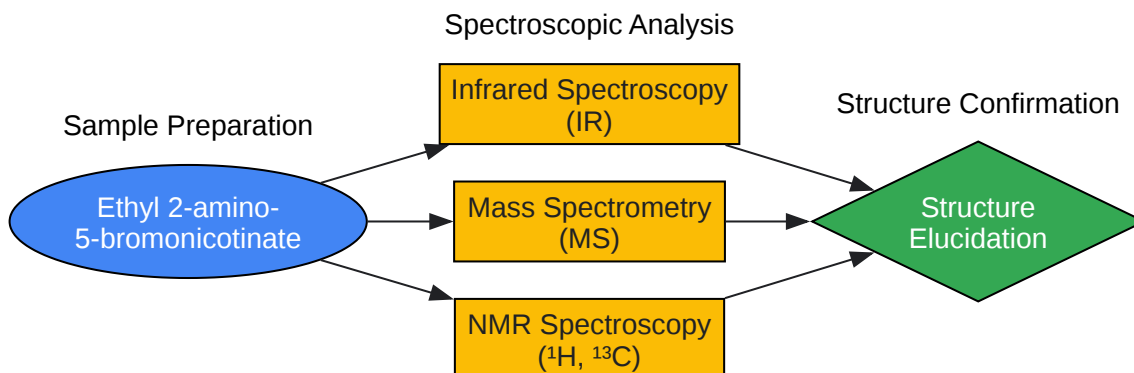 Spectroscopic Analysis
Infrared Spectroscopy
(IR)
Sample Preparation
Structure Confirmation
Ethyl 2-amino-
5-bromonicotinate
Mass Spectrometry
(MS)
Structure
Elucidation
NMR Spectroscopy
(¹H, ¹³C)